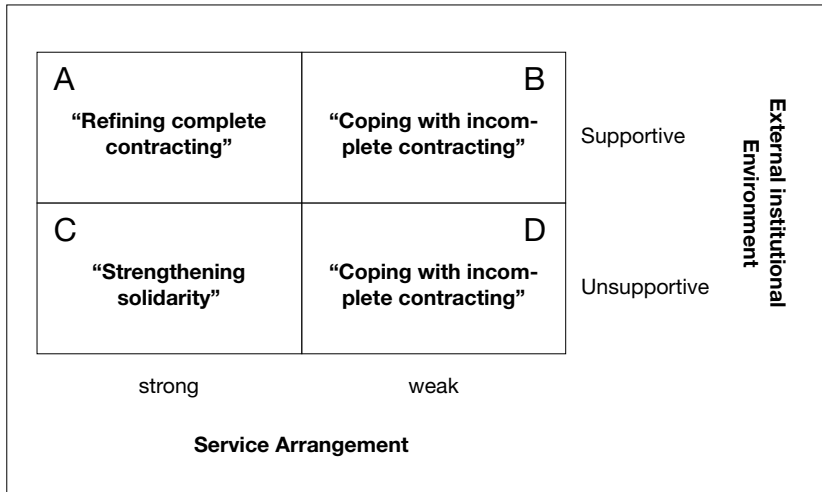 A
B
“Refining complete
contracting”
“Coping with incom-
plete contracting”
Supportive
External institutional
Environment
C
D
“Strengthening
solidarity”
“Coping with incom-
plete contracting”
Unsupportive
strong
weak
Service Arrangement